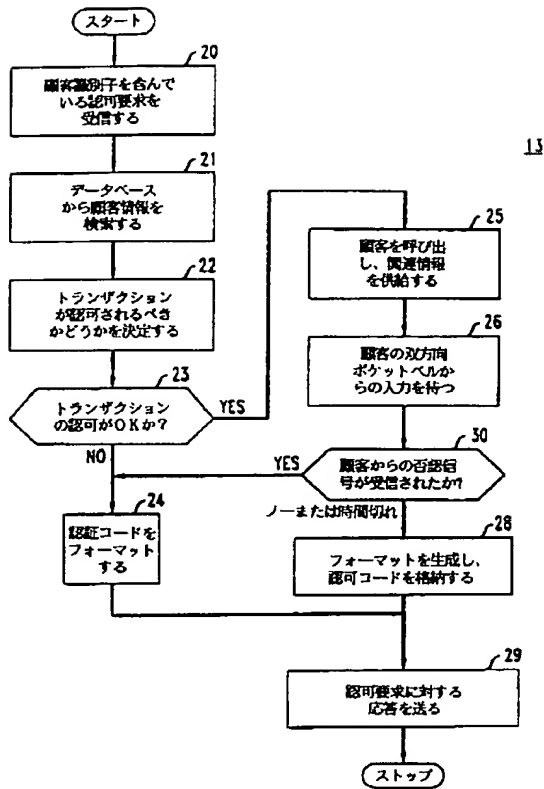 スタート
20
顧客識別子を含んで
いる認可要求を
受信する
13
21
データベース
から顧客情報を
検索する
22
トランザクション
が認可されるべき
かどうかを決定する
23
トランザクション
の認可がOKか?
YES
NO
24
認証コードを
フォーマット
する
25
顧客を呼び出
し、関連情報
を供給する
26
顧客の双方向
ポケットベルか
らの入力を待つ
30
顧客からの否認信
号が受信されたか?
YES
ノーまたは時間切れ
28
フォーマットを生成し、
認可コードを格納する
29
認可要求に対する
応答を送る
ストップ